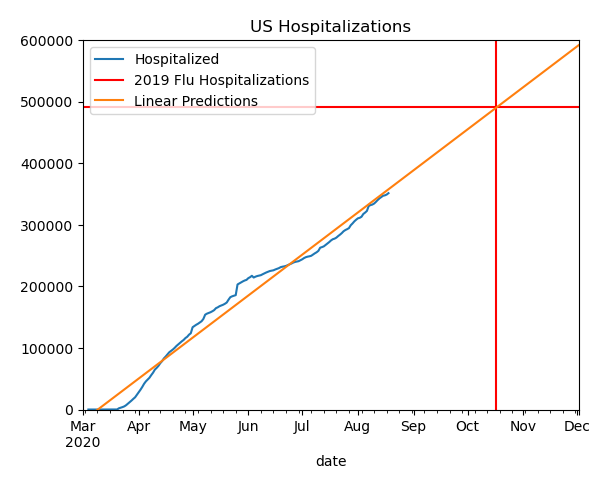 US Hospitalizations
600000
500000
400000
300000
200000
100000
0
Hospitalized
2019 Flu Hospitalizations
Linear Predictions
Mar Apr May Jun Jul Aug Sep Oct Nov Dec
2020
date